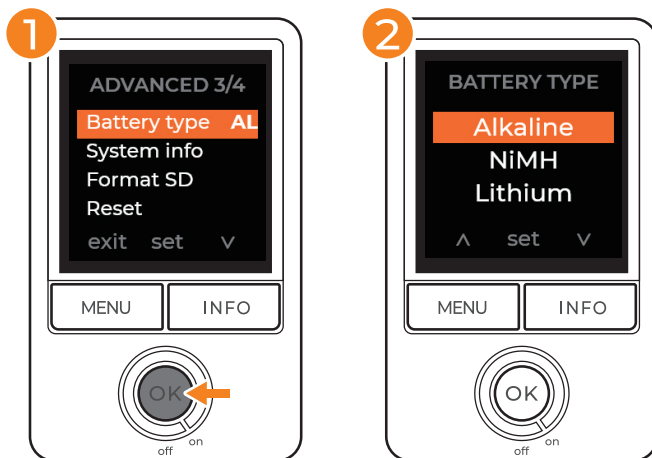 1
ADVANCED 3/4
Battery type AL
System info
Format SD
Reset
exit set ∨
MENU INFO
OK
off on
2
BATTERY TYPE
Alkaline
NiMH
Lithium
∧ set ∨
MENU INFO
OK
off on